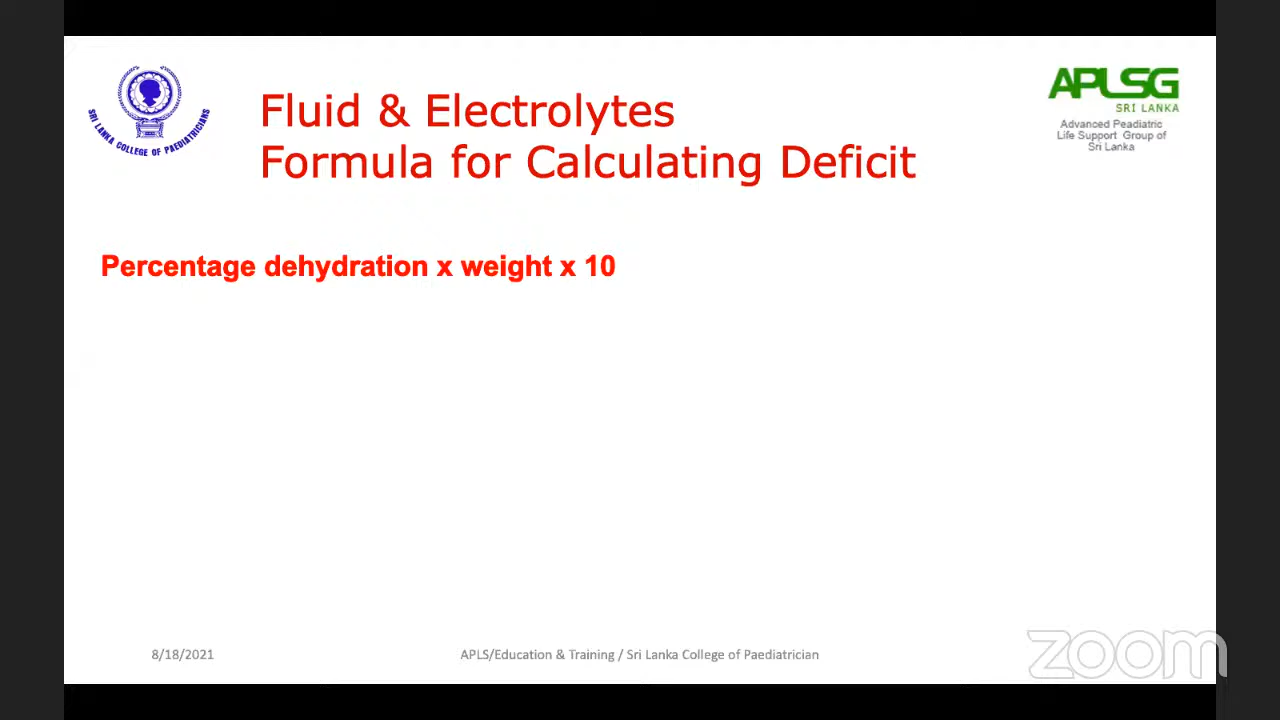 SRI LANKA COLLEGE OF PAEDIATRICIANS
Fluid & Electrolytes
Formula for Calculating Deficit
APLSG
SRI LANKA
Advanced Peadiatric
Life Support Group of
Sri Lanka
Percentage dehydration x weight x 10
8/18/2021
APLS/Education & Training / Sri Lanka College of Paediatrician
zoom